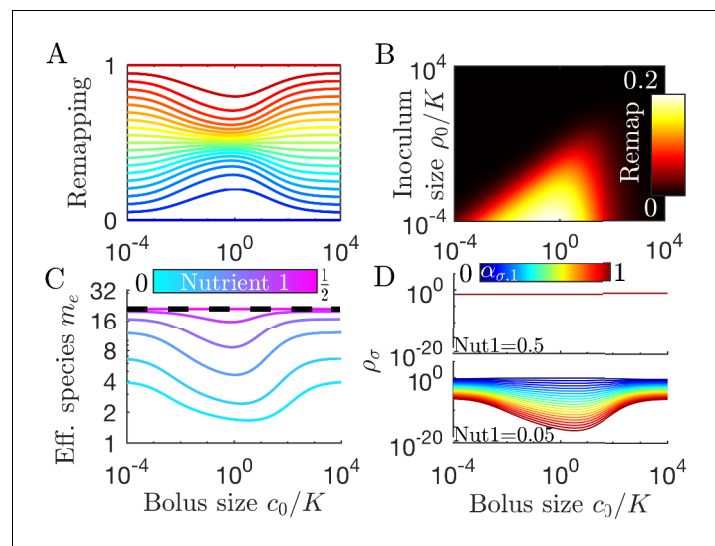 A
B
Remapping
1
0
10^-4
10^0
10^4
Inoculum
size ρ_0/K
10^4
10^-4
0.2
Remap
0
10^-4
10^0
10^4
C
0
Nutrient 1
1/2
Eff. species m_e
32
16
8
4
2
1
10^-4
10^0
10^4
Bolus size c_0/K
D
0
α_σ,1
1
ρ_σ
10^0
10^-20
Nut1=0.5
10^0
10^-20
Nut1=0.05
10^-4
10^0
10^4
Bolus size c_0/K